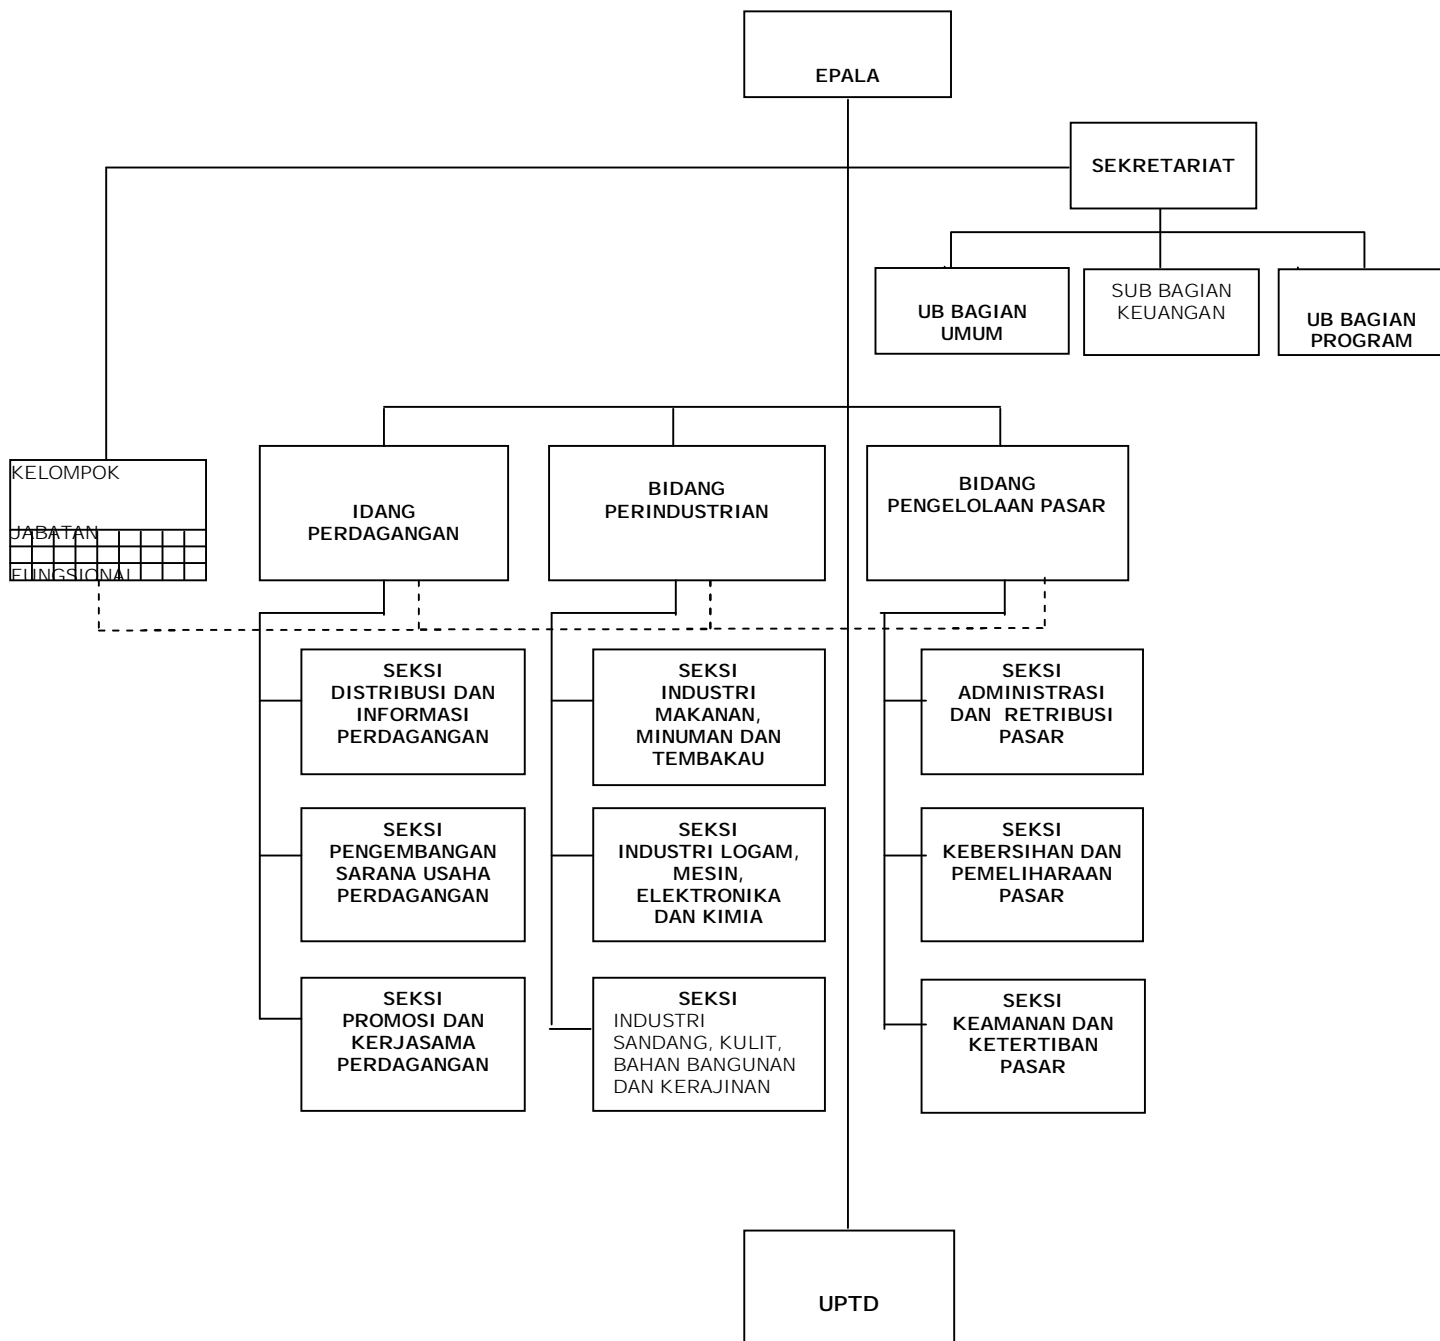 EPALA
SEKRETARIAT
UB BAGIAN
UMUM
SUB BAGIAN
KEUANGAN
UB BAGIAN
PROGRAM
KELOMPOK
JABATAN
FUNGSIONAL
IDANG
PERDAGANGAN
BIDANG
PERINDUSTRIAN
BIDANG
PENGELOLAAN PASAR
SEKSI
DISTRIBUSI DAN
INFORMASI
PERDAGANGAN
SEKSI
INDUSTRI
MAKANAN,
MINUMAN DAN
TEMBAKAU
SEKSI
ADMINISTRASI
DAN RETRIBUSI
PASAR
SEKSI
PENGEMBANGAN
SARANA USAHA
PERDAGANGAN
SEKSI
INDUSTRI LOGAM,
MESIN,
ELEKTRONIKA
DAN KIMIA
SEKSI
KEBERSIHAN DAN
PEMELIHARAAN
PASAR
SEKSI
PROMOSI DAN
KERJASAMA
PERDAGANGAN
SEKSI
INDUSTRI
SANDANG, KULIT,
BAHAN BANGUNAN
DAN KERAJINAN
SEKSI
KEAMANAN DAN
KETERTIBAN
PASAR
UPTD